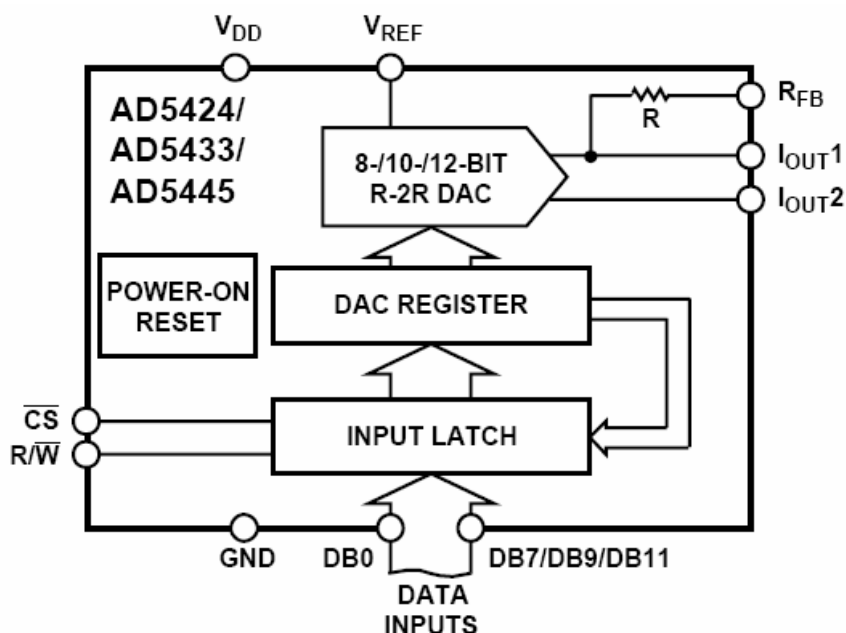 VDD
VREF
AD5424/
AD5433/
AD5445
8-/10-/12-BIT
R-2R DAC
R
RFB
IOUT1
IOUT2
POWER-ON
RESET
DAC REGISTER
C̅S̅
R/W̅
INPUT LATCH
GND
DB0
DB7/DB9/DB11
DATA
INPUTS